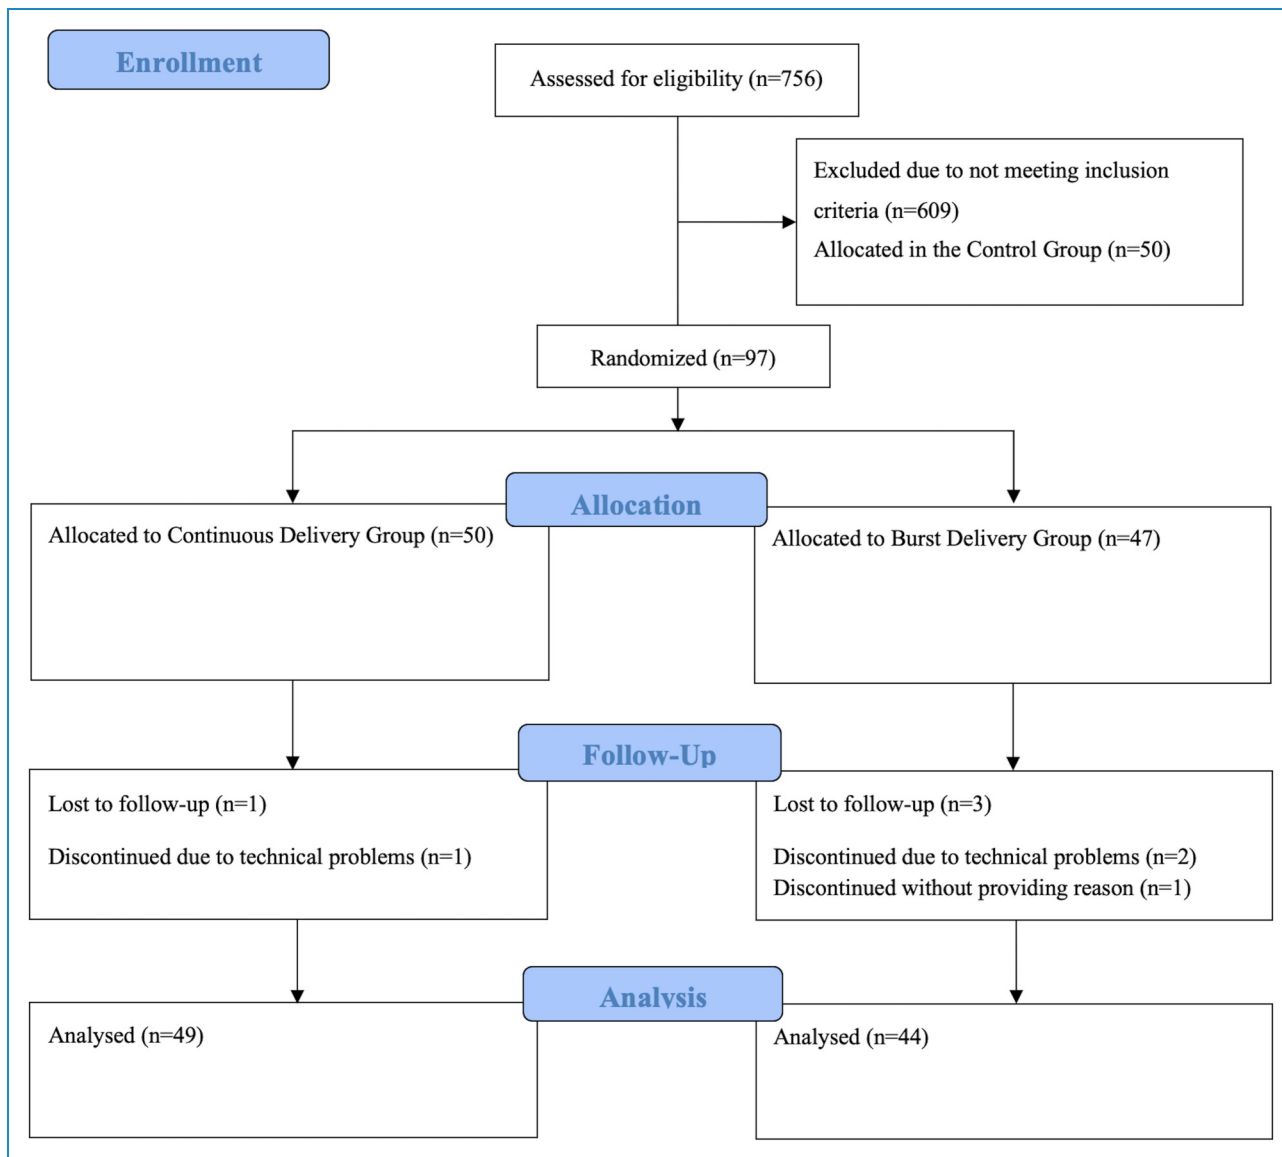 Enrollment
Assessed for eligibility (n=756)
Excluded due to not meeting inclusion
criteria (n=609)
Allocated in the Control Group (n=50)
Randomized (n=97)
Allocation
Allocated to Continuous Delivery Group (n=50)
Allocated to Burst Delivery Group (n=47)
Follow-Up
Lost to follow-up (n=1)
Discontinued due to technical problems (n=1)
Lost to follow-up (n=3)
Discontinued due to technical problems (n=2)
Discontinued without providing reason (n=1)
Analysis
Analysed (n=49)
Analysed (n=44)